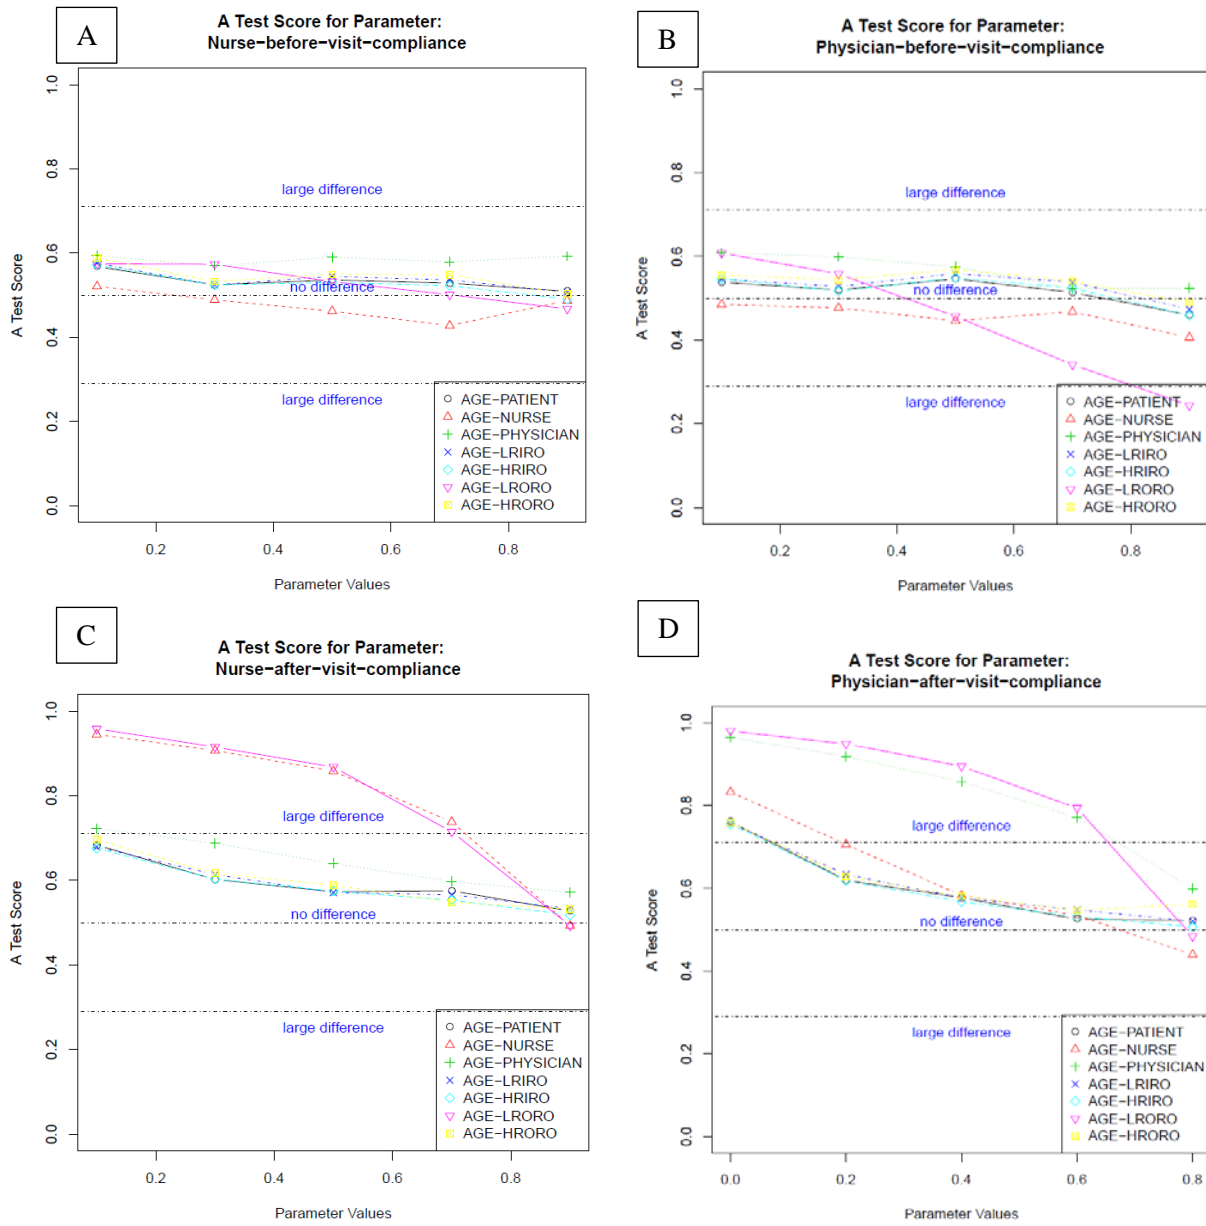 A
A Test Score for Parameter:
Nurse−before−visit−compliance
1.0
0.8
0.6
0.4
0.2
0.0
A Test Score
large difference
no difference
large difference
AGE−PATIENT
AGE−NURSE
AGE−PHYSICIAN
AGE−LRIRO
AGE−HRIRO
AGE−LRORO
AGE−HRORO
0.2 0.4 0.6 0.8
Parameter Values
B
A Test Score for Parameter:
Physician−before−visit−compliance
1.0
0.8
0.6
0.4
0.2
0.0
A Test Score
large difference
no difference
large difference
AGE−PATIENT
AGE−NURSE
AGE−PHYSICIAN
AGE−LRIRO
AGE−HRIRO
AGE−LRORO
AGE−HRORO
0.2 0.4 0.6 0.8
Parameter Values
C
A Test Score for Parameter:
Nurse−after−visit−compliance
1.0
0.8
0.6
0.4
0.2
0.0
A Test Score
large difference
no difference
large difference
AGE−PATIENT
AGE−NURSE
AGE−PHYSICIAN
AGE−LRIRO
AGE−HRIRO
AGE−LRORO
AGE−HRORO
0.2 0.4 0.6 0.8
Parameter Values
D
A Test Score for Parameter:
Physician−after−visit−compliance
1.0
0.8
0.6
0.4
0.2
0.0
A Test Score
large difference
no difference
large difference
AGE−PATIENT
AGE−NURSE
AGE−PHYSICIAN
AGE−LRIRO
AGE−HRIRO
AGE−LRORO
AGE−HRORO
0.0 0.2 0.4 0.6 0.8
Parameter Values